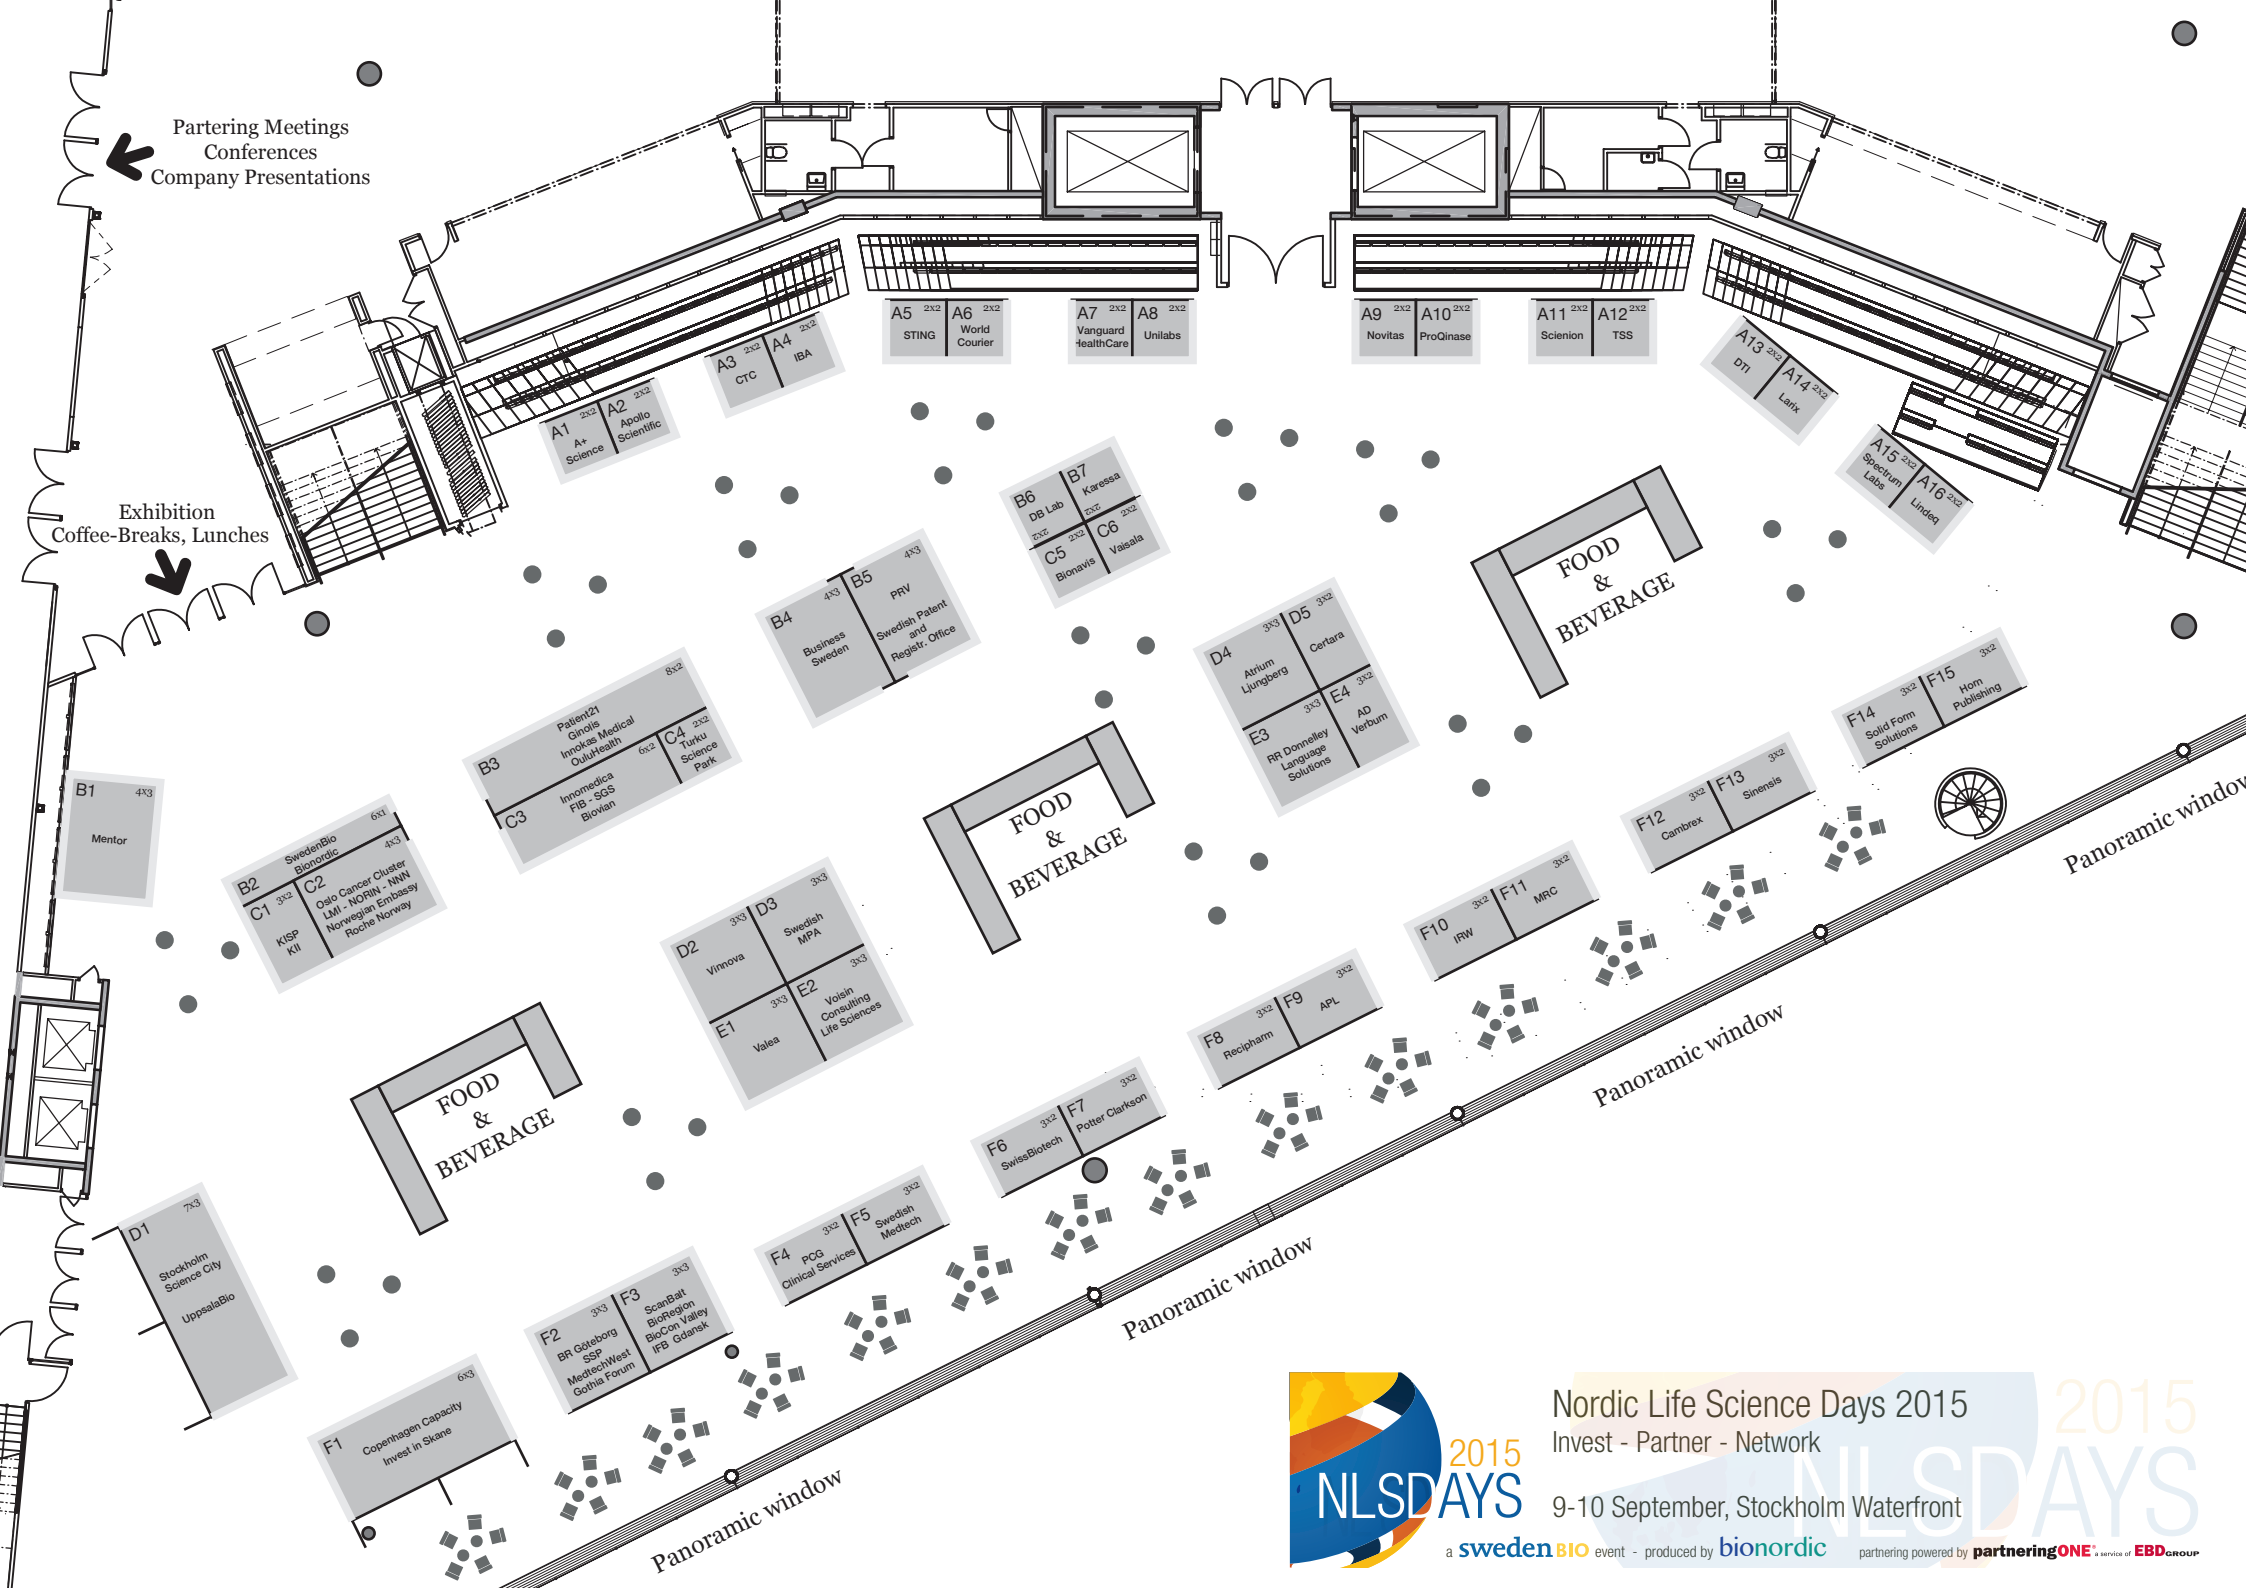 Partering Meetings
Conferences
Company Presentations
Exhibition
Coffee-Breaks, Lunches
A1 2x2
A+
Science
A2 2x2
Apollo
Scientific
A3 2x2
CTC
A4 2x2
IBA
A5 2x2
STING
A6 2x2
World
Courier
A7 2x2
Vanguard
HealthCare
A8 2x2
Unilabs
A9 2x2
Novitas
A10 2x2
ProQinase
A11 2x2
Scienion
A12 2x2
TSS
A13 2x2
DTI
A14 2x2
Larix
A15 2x2
Spectrum
Labs
A16 2x2
Lindeq
B6
DB Lab
2x2
B7
Karessa
2x2
C5 2x2
Bionavis
C6 2x2
Vaisala
B4 4x3
Business
Sweden
B5 4x3
PRV
Swedish Patent
and
Registr. Office
FOOD
&
BEVERAGE
D4 3x3
Atrium
Ljungberg
D5 3x2
Certara
E3 3x3
RR Donnelley
Language
Solutions
E4 3x2
AD
Verbum
B3 8x2
Patient21
Ginolis
Innokas Medical
OuluHealth
C3 6x2
Innomedica
FIB - SGS
Biovian
C4 2x2
Turku
Science
Park
F14 3x2
Solid Form
Solutions
F15 3x2
Hom
Publishing
B1 4x3
Mentor
B2 6x1
SwedenBio
Bionordic
C1 3x2
KISP
KII
C2 4x3
Oslo Cancer Cluster
LMI - NORIN - NNN
Norwegian Embassy
Roche Norway
FOOD
&
BEVERAGE
F12 3x2
Cambrex
F13 3x2
Sinensis
Panoramic window
D2 3x3
Vinnova
D3 3x3
Swedish
MPA
E1 3x3
Valea
E2 3x3
Voisin
Consulting
Life Sciences
F10 3x2
IRW
F11 3x2
MRC
F8 3x2
Recipharm
F9 3x2
APL
Panoramic window
FOOD
&
BEVERAGE
F6 3x2
SwissBiotech
F7 3x2
Potter Clarkson
D1 7x3
Stockholm
Science City
UppsalaBio
F4 3x2
PCG
Clinical Services
F5 3x2
Swedish
Medtech
Panoramic window
F2 3x3
BR Göteborg
SSP
MedtechWest
Gothia Forum
F3 3x3
ScanBalt
BioRegion
BioCon Valley
IFB Gdansk
F1 6x3
Copenhagen Capacity
Invest in Skane
Panoramic window
2015
NLSDAYS
Nordic Life Science Days 2015
Invest - Partner - Network
9-10 September, Stockholm Waterfront
2015
NLSDAYS
a swedenBIO event - produced by bionordic partnering powered by partneringONE® a service of EBDGROUP